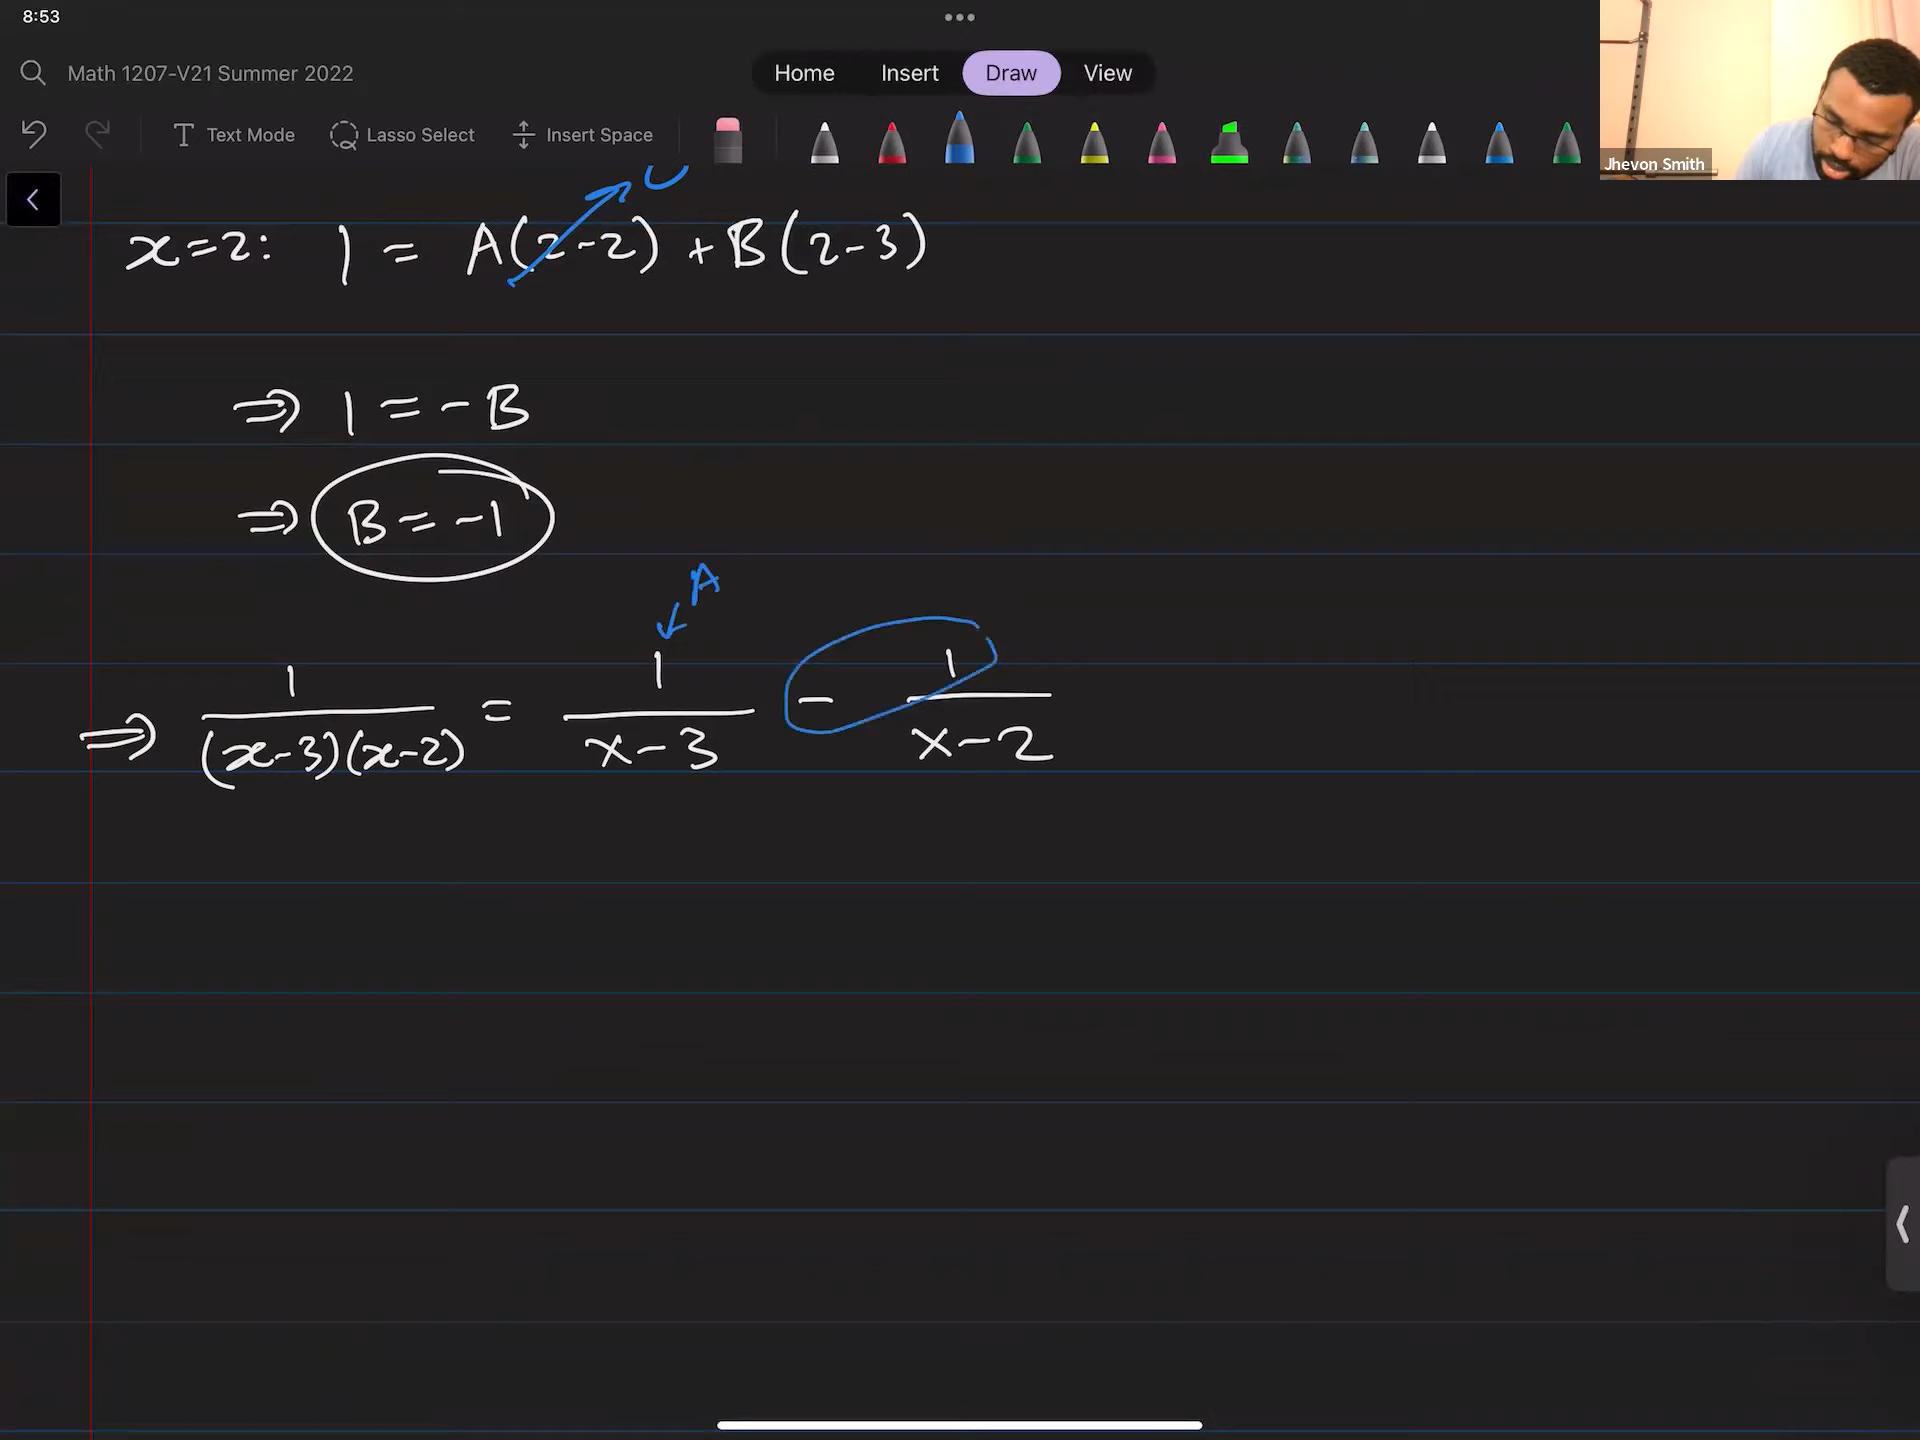 8:53
Math 1207-V21 Summer 2022
Home Insert Draw View
Text Mode Lasso Select Insert Space
Jhevon Smith
x=2: 1 = A(2-2) + B(2-3)
⇒ 1 = -B
⇒ B = -1
A
⇒ 1/((x-3)(x-2)) = 1/(x-3) - 1/(x-2)